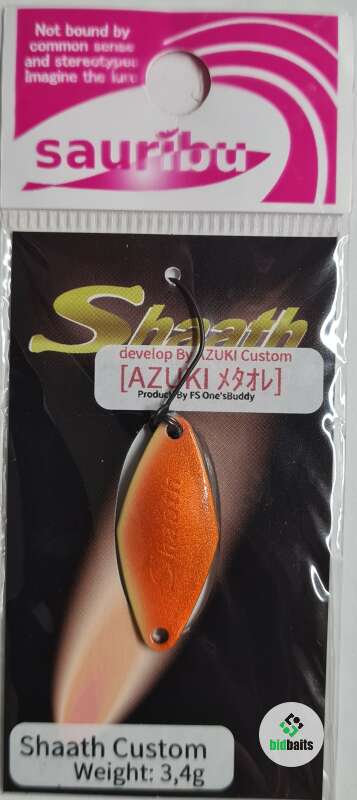 Not bound by
common sense
and stereotypes
Imagine the lure
sauribu
Shaath
develop By AZUKI Custom
[AZUKI メタオレ]
Product By FS One'sBuddy
Shaath
bidbaits
Shaath Custom
Weight: 3,4g